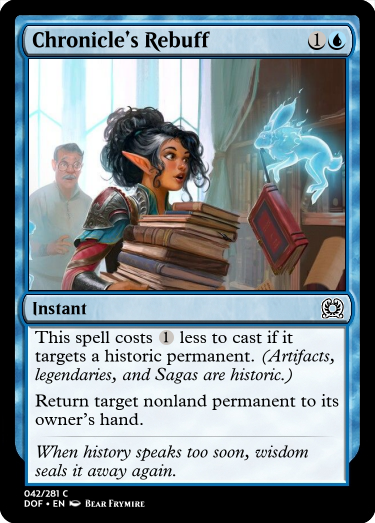 Chronicle's Rebuff 1
Instant
This spell costs 1 less to cast if it
targets a historic permanent. (Artifacts,
legendaries, and Sagas are historic.)
Return target nonland permanent to its
owner's hand.
When history speaks too soon, wisdom
seals it away again.
042/281 C
DOF • EN Bear Frymire